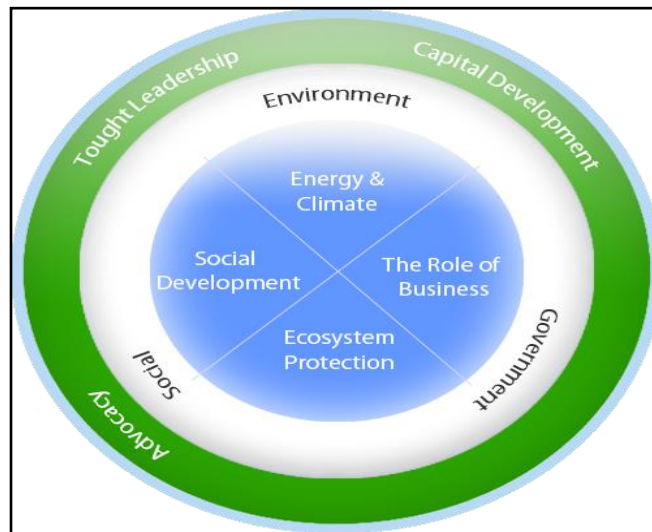 Tought Leadership
Capital Development
Environment
Energy &
Climate
Social
Development
The Role of
Business
Ecosystem
Protection
Social
Government
Advocacy